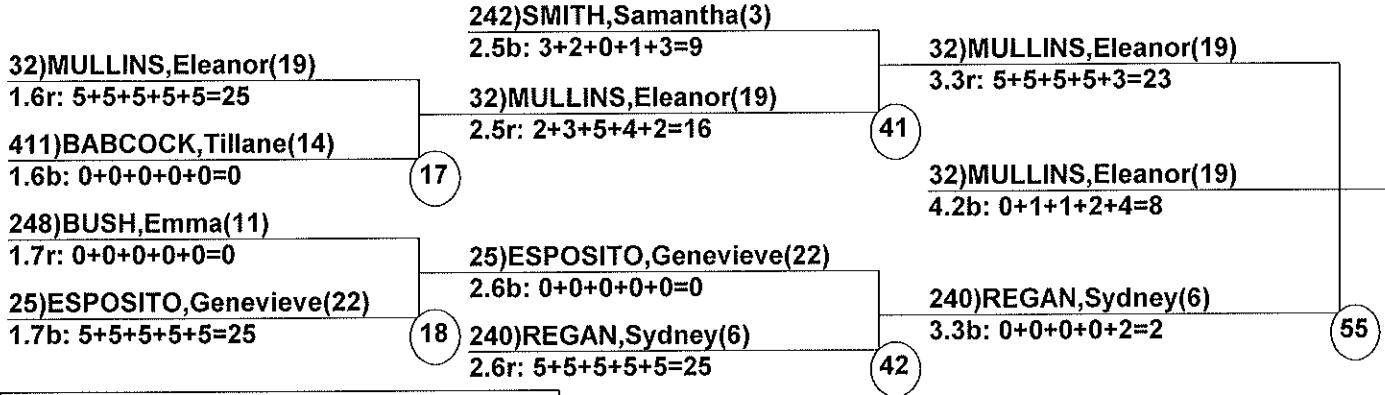 32)MULLINS,Eleanor(19)
1.6r: 5+5+5+5+5=25
411)BABCOCK,Tillane(14)
1.6b: 0+0+0+0+0=0
17
248)BUSH,Emma(11)
1.7r: 0+0+0+0+0=0
25)ESPOSITO,Genevieve(22)
1.7b: 5+5+5+5+5=25
18
242)SMITH,Samantha(3)
2.5b: 3+2+0+1+3=9
32)MULLINS,Eleanor(19)
2.5r: 2+3+5+4+2=16
41
25)ESPOSITO,Genevieve(22)
2.6b: 0+0+0+0+0=0
240)REGAN,Sydney(6)
2.6r: 5+5+5+5+5=25
42
32)MULLINS,Eleanor(19)
3.3r: 5+5+5+5+3=23
32)MULLINS,Eleanor(19)
4.2b: 0+1+1+2+4=8
240)REGAN,Sydney(6)
3.3b: 0+0+0+0+2=2
55